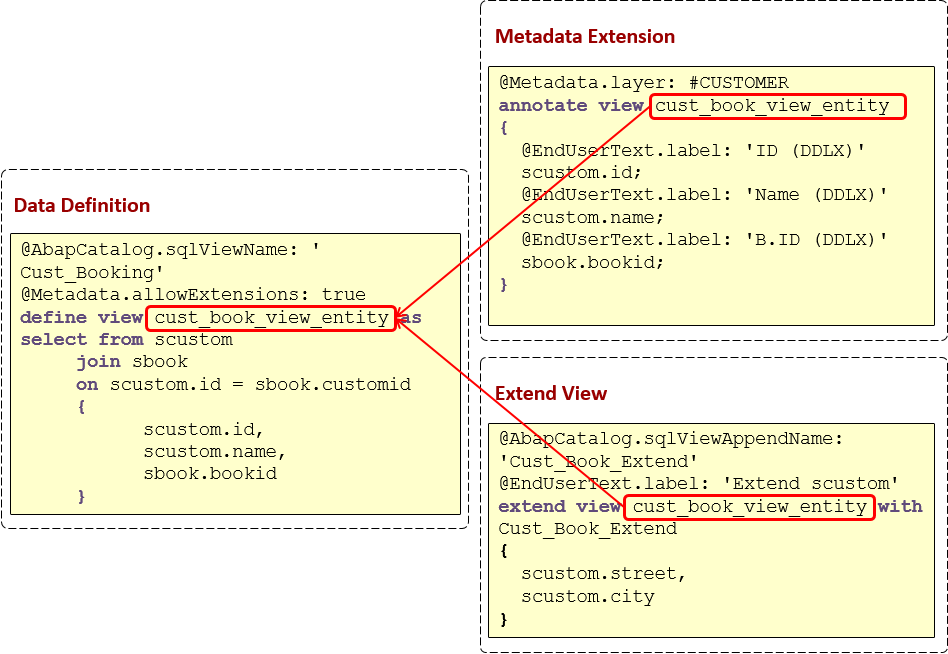 Metadata Extension
@Metadata.layer: #CUSTOMER
annotate view cust_book_view_entity
{
@EndUserText.label: 'ID (DDLX)'
scustom.id;
@EndUserText.label: 'Name (DDLX)'
scustom.name;
@EndUserText.label: 'B.ID (DDLX)'
sbook.bookid;
}
Data Definition
@AbapCatalog.sqlViewName: '
Cust_Booking'
@Metadata.allowExtensions: true
define view cust_book_view_entity as
select from scustom
join sbook
on scustom.id = sbook.customid
{
scustom.id,
scustom.name,
sbook.bookid
}
Extend View
@AbapCatalog.sqlViewAppendName:
'Cust_Book_Extend'
@EndUserText.label: 'Extend scustom'
extend view cust_book_view_entity with
Cust_Book_Extend
{
scustom.street,
scustom.city
}